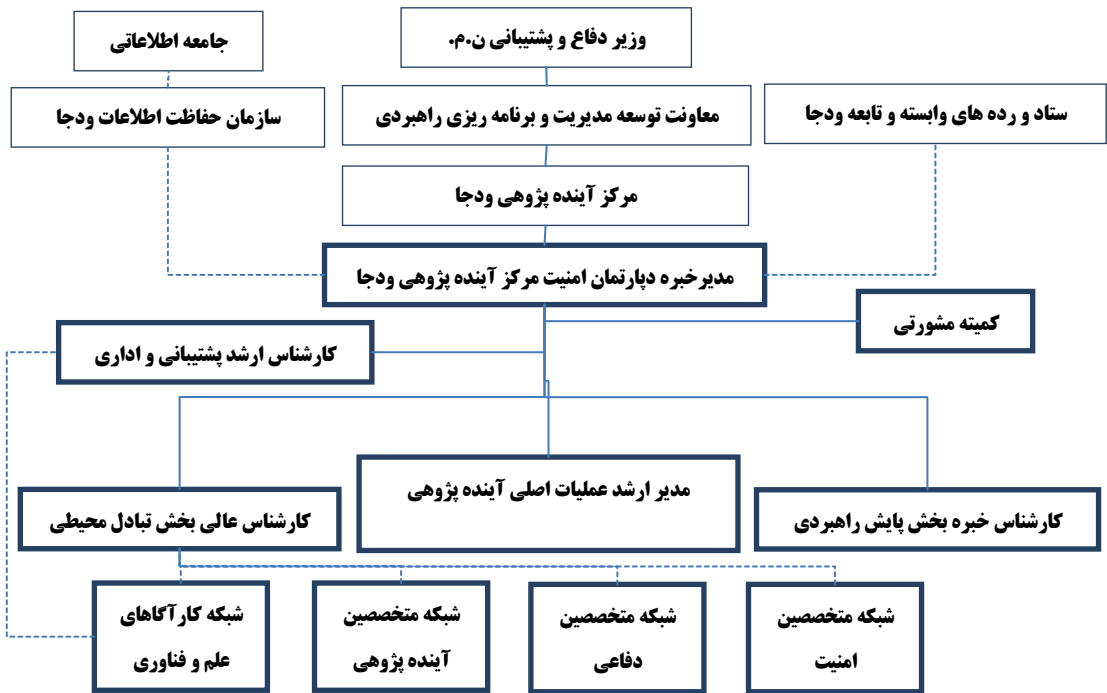 وزیر دفاع و پشتیبانی ن.م.
جامعه اطلاعاتی
ستاد و رده های وابسته و تابعه ودجا
معاونت توسعه مدیریت و برنامه ریزی راهبردی
سازمان حفاظت اطلاعات ودجا
مرکز آینده پژوهی ودجا
مدیرخبره دپارتمان امنیت مرکز آینده پژوهی ودجا
کمیته مشورتی
کارشناس ارشد پشتیبانی و اداری
کارشناس خبره بخش پایش راهبردی
مدیر ارشد عملیات اصلی آینده پژوهی
کارشناس عالی بخش تبادل محیطی
شبکه متخصصین
امنیت
شبکه متخصصین
دفاعی
شبکه متخصصین
آینده پژوهی
شبکه کارآگاهای
علم و فناوری